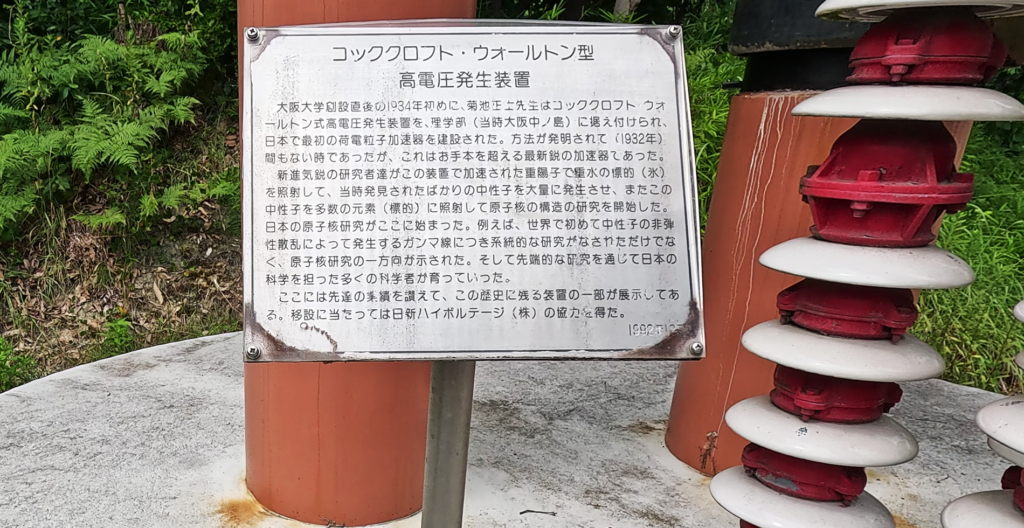 コッククロフト・ウォールトン型
高電圧発生装置
大阪大学創設直後の1934年初めに、菊池正士先生はコッククロフト・ウォ
ールトン式高電圧発生装置を、理学部（当時大阪中ノ島）に据え付けられ、
日本で最初の荷電粒子加速器を建設された。方法が発明されて（1932年）
間もない時であったが、これはお手本を超える最新鋭の加速器であった。
新進気鋭の研究者達がこの装置で加速された重陽子で重水の標的（氷）
を照射して、当時発見されたばかりの中性子を大量に発生させ、またこの
中性子を多数の元素（標的）に照射して原子核の構造の研究を開始した。
日本の原子核研究がここに始まった。例えば、世界で初めて中性子の非弾
性散乱によって発生するガンマ線につき系統的な研究がなされただけでな
く、原子核研究の一方向が示された。そして先端的な研究を通じて日本の
科学を担った多くの科学者が育っていった。
ここには先達の業績を讃えて、この歴史に残る装置の一部が展示してあ
る。移設に当たっては日新ハイボルテージ（株）の協力を得た。
1992年